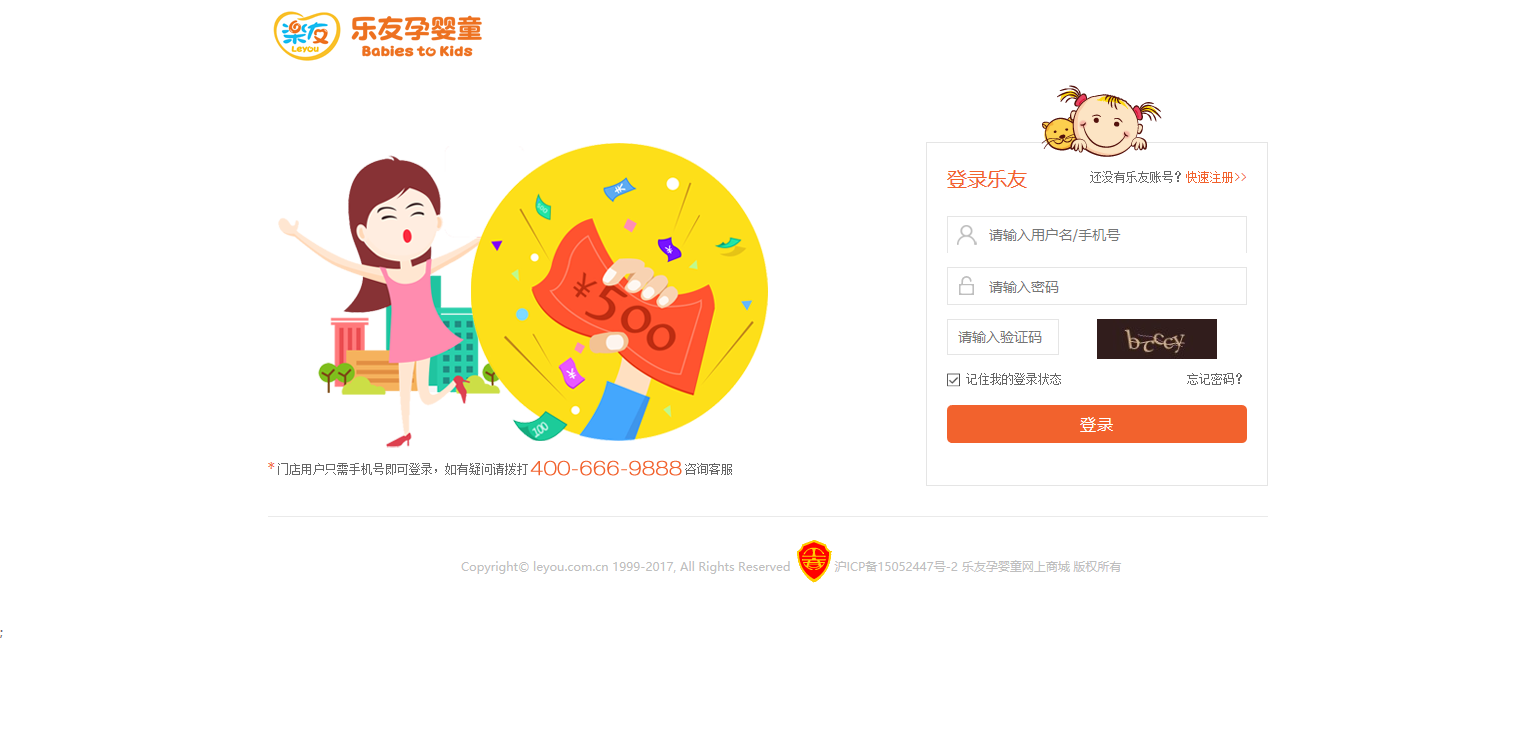 樂友
Leyou
乐友孕婴童
Babies to Kids
登录乐友
还没有乐友账号？快速注册>>
请输入用户名/手机号
请输入密码
请输入验证码
记住我的登录状态
忘记密码？
登录
¥500
100
*门店用户只需手机号即可登录，如有疑问请拨打400-666-9888咨询客服
Copyright© leyou.com.cn 1999-2017, All Rights Reserved 沪ICP备15052447号-2 乐友孕婴童网上商城 版权所有
;